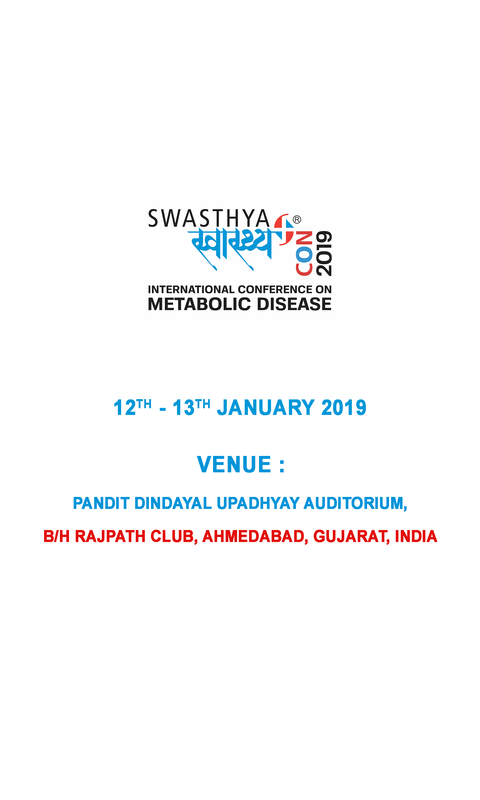 SWASTHYA ®
स्वास्थ्य
CON
2019
INTERNATIONAL CONFERENCE ON
METABOLIC DISEASE
12TH - 13TH JANUARY 2019
VENUE :
PANDIT DINDAYAL UPADHYAY AUDITORIUM,
B/H RAJPATH CLUB, AHMEDABAD, GUJARAT, INDIA